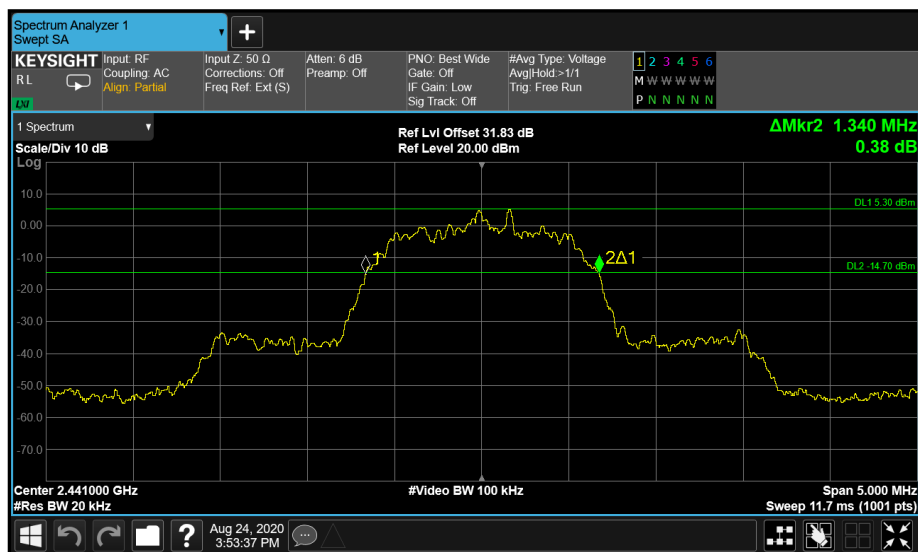 Spectrum Analyzer 1
Swept SA
+
KEYSIGHT
RL
LXI
Input: RF
Coupling: AC
Align: Partial
Input Z: 50 Ω
Corrections: Off
Freq Ref: Ext (S)
Atten: 6 dB
Preamp: Off
PNO: Best Wide
Gate: Off
IF Gain: Low
Sig Track: Off
#Avg Type: Voltage
Avg|Hold:>1/1
Trig: Free Run
1 2 3 4 5 6
M W W W W W
P N N N N N
1 Spectrum
Scale/Div 10 dB
Ref Lvl Offset 31.83 dB
Ref Level 20.00 dBm
ΔMkr2 1.340 MHz
0.38 dB
Log
10.0
DL1 5.30 dBm
0.00
-10.0
1
2Δ1
DL2 -14.70 dBm
-20.0
-30.0
-40.0
-50.0
-60.0
-70.0
Center 2.441000 GHz
#Video BW 100 kHz
Span 5.000 MHz
#Res BW 20 kHz
Sweep 11.7 ms (1001 pts)
?
Aug 24, 2020
3:53:37 PM